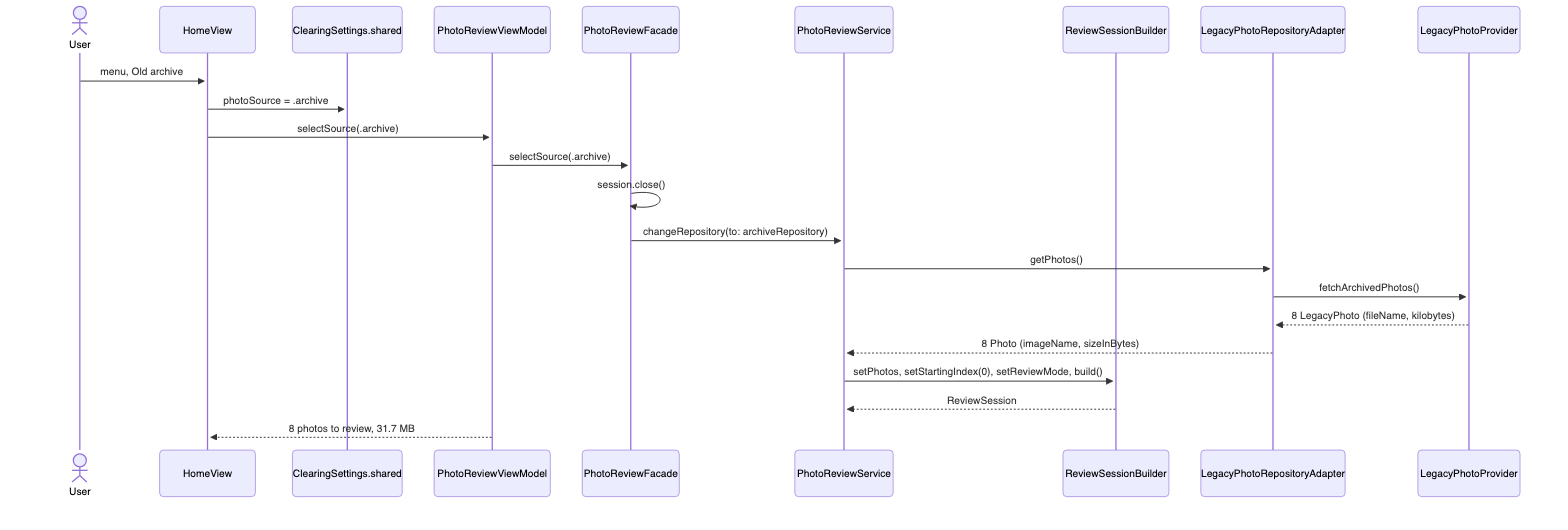 User
HomeView
ClearingSettings.shared
PhotoReviewViewModel
PhotoReviewFacade
PhotoReviewService
ReviewSessionBuilder
LegacyPhotoRepositoryAdapter
LegacyPhotoProvider
menu, Old archive
photoSource = .archive
selectSource(.archive)
selectSource(.archive)
session.close()
changeRepository(to: archiveRepository)
getPhotos()
fetchArchivedPhotos()
8 LegacyPhoto (fileName, kilobytes)
8 Photo (imageName, sizeInBytes)
setPhotos, setStartingIndex(0), setReviewMode, build()
ReviewSession
8 photos to review, 31.7 MB
User
HomeView
ClearingSettings.shared
PhotoReviewViewModel
PhotoReviewFacade
PhotoReviewService
ReviewSessionBuilder
LegacyPhotoRepositoryAdapter
LegacyPhotoProvider